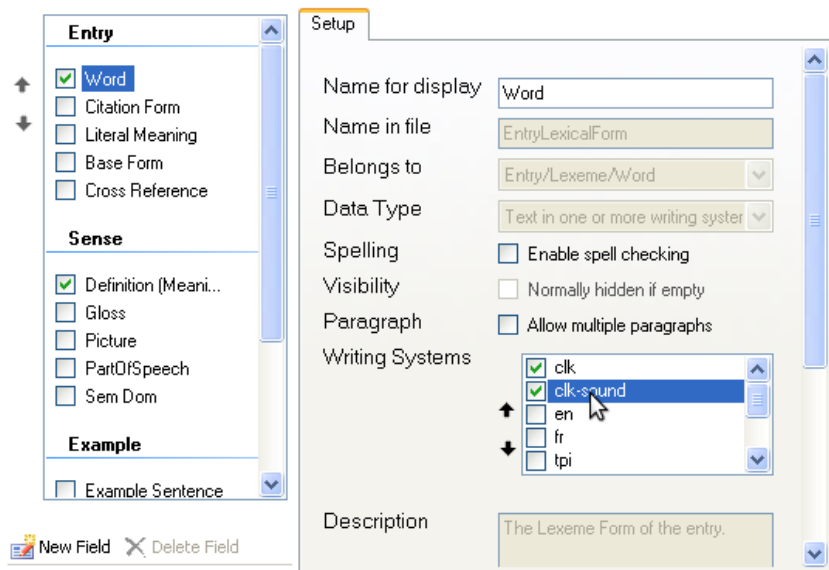 Entry
Word
Citation Form
Literal Meaning
Base Form
Cross Reference
Sense
Definition (Meani...
Gloss
Picture
PartOfSpeech
Sem Dom
Example
Example Sentence
New Field Delete Field
Setup
Name for display Word
Name in file EntryLexicalForm
Belongs to Entry/Lexeme/Word
Data Type Text in one or more writing syster
Spelling Enable spell checking
Visibility Normally hidden if empty
Paragraph Allow multiple paragraphs
Writing Systems clk
clk-sound
en
fr
tpi
Description The Lexeme Form of the entry.